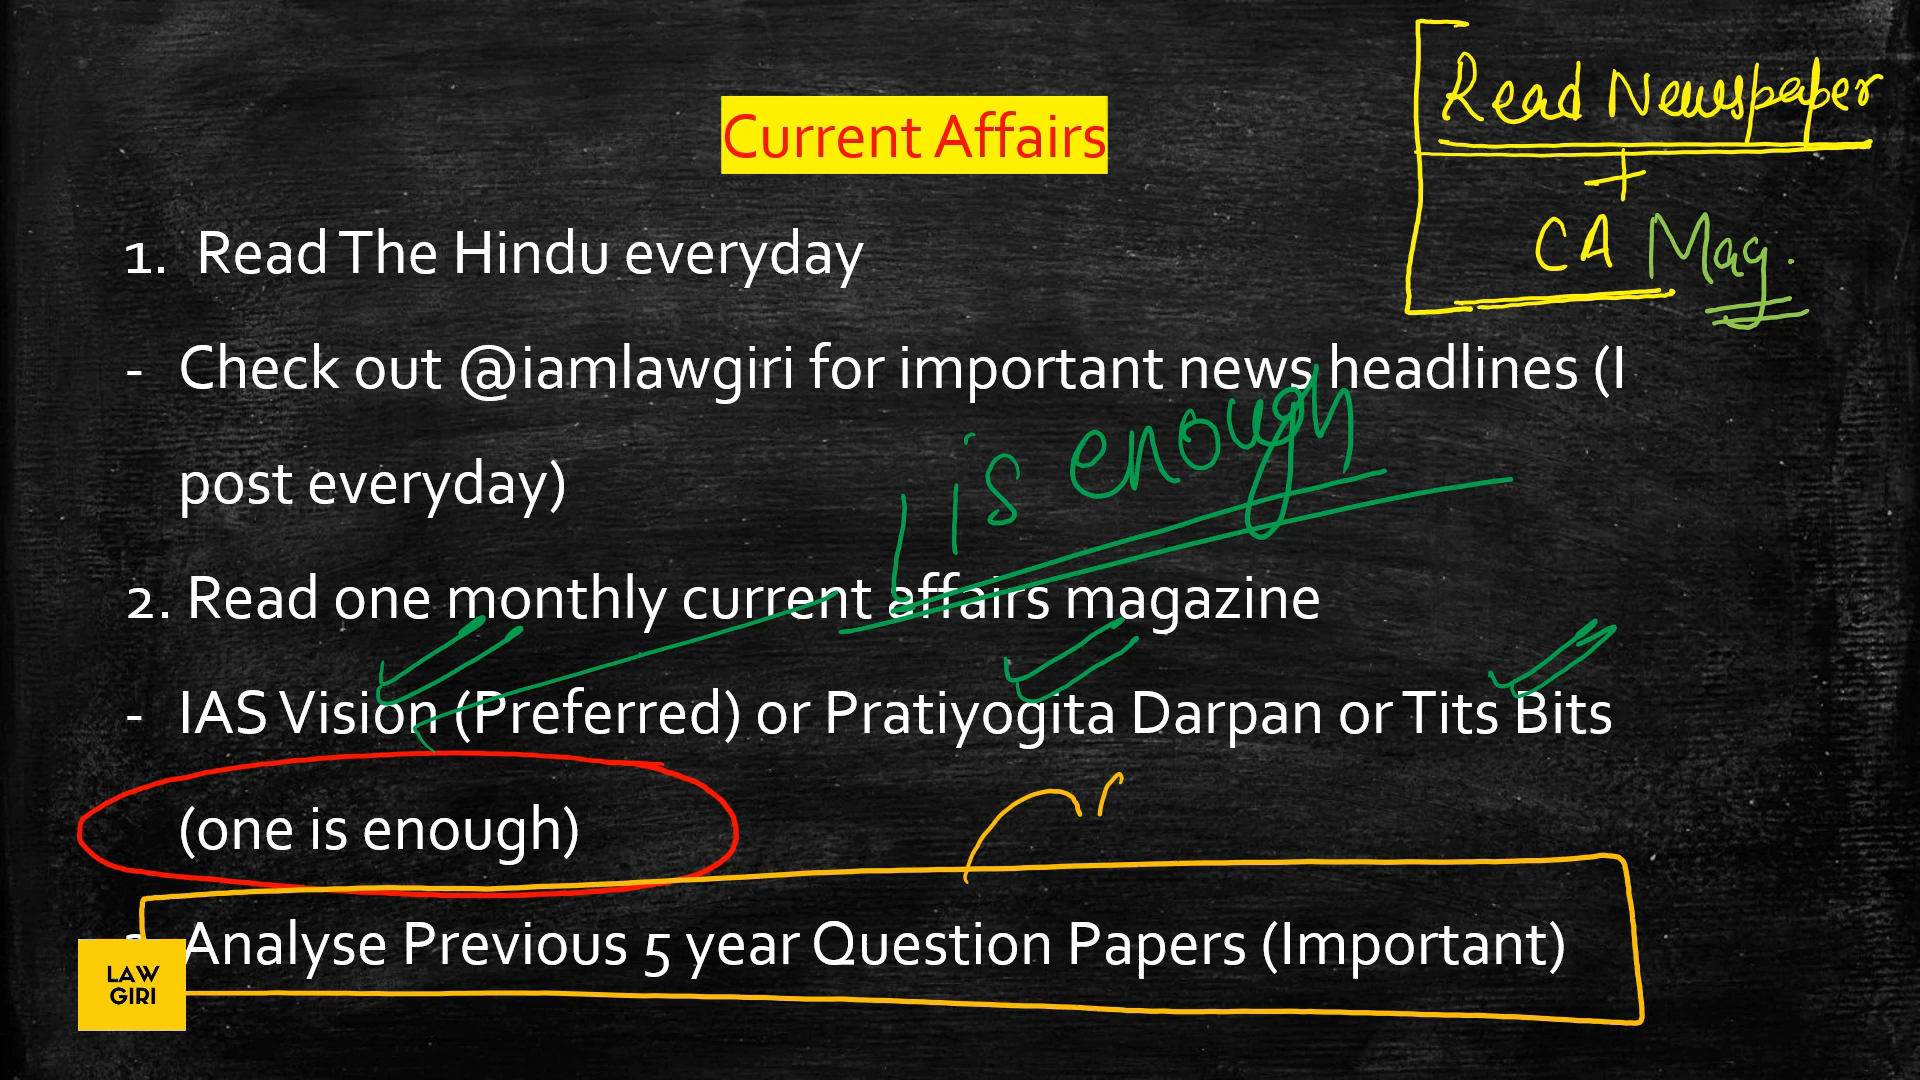 Read Newspaper
+
CA Mag.
Current Affairs
1. Read The Hindu everyday
- Check out @iamlawgiri for important news headlines (I
post everyday)
is enough
2. Read one monthly current affairs magazine
- IAS Vision (Preferred) or Pratiyogita Darpan or Tits Bits
(one is enough)
Analyse Previous 5 year Question Papers (Important)
LAW
GIRI